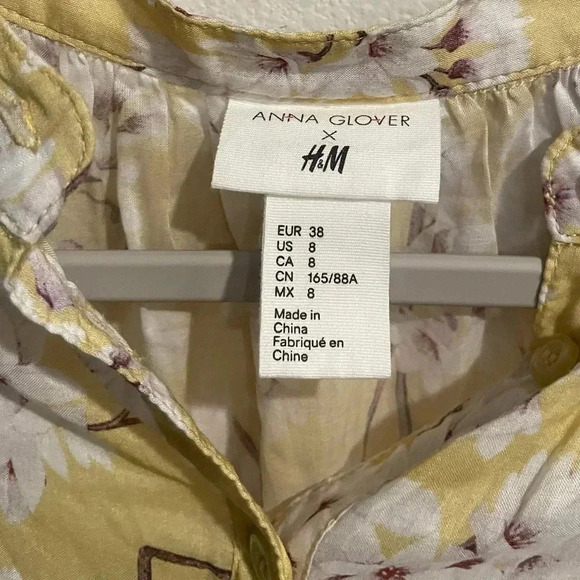 ANNA GLOVER
X
H&M
EUR 38
US 8
CA 8
CN 165/88A
MX 8
Made in
China
Fabriqué en
Chine